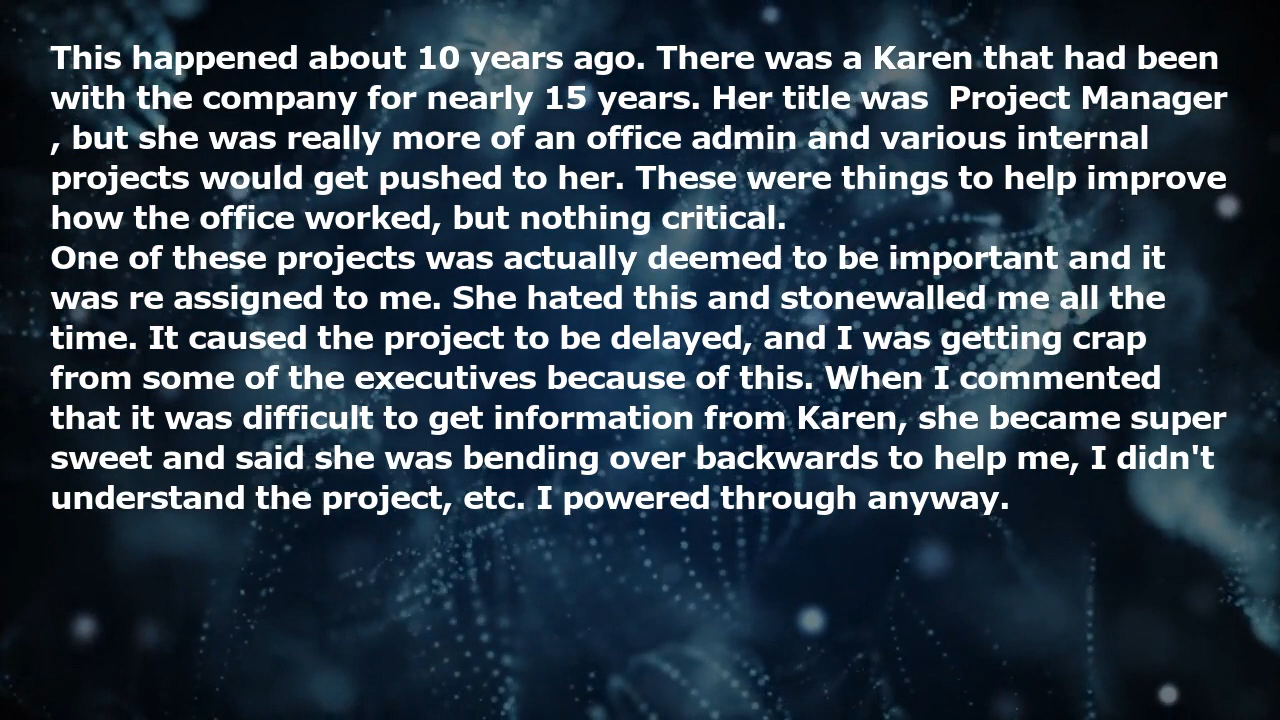 This happened about 10 years ago. There was a Karen that had been
with the company for nearly 15 years. Her title was  Project Manager
, but she was really more of an office admin and various internal
projects would get pushed to her. These were things to help improve
how the office worked, but nothing critical.
One of these projects was actually deemed to be important and it
was re assigned to me. She hated this and stonewalled me all the
time. It caused the project to be delayed, and I was getting crap
from some of the executives because of this. When I commented
that it was difficult to get information from Karen, she became super
sweet and said she was bending over backwards to help me, I didn't
understand the project, etc. I powered through anyway.